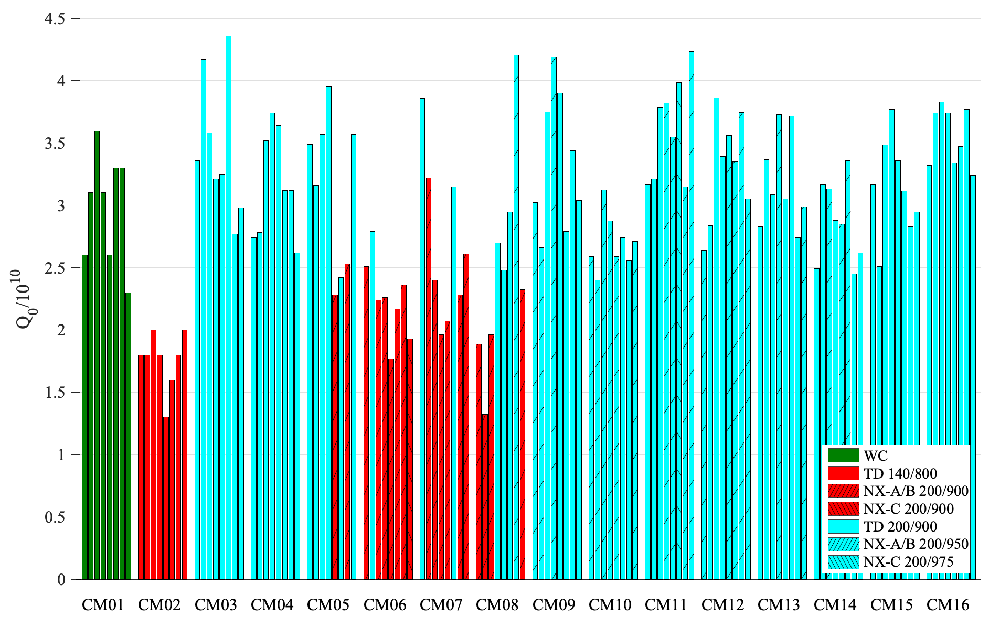 4.5
4
3.5
3
2.5
2
1.5
1
0.5
0
Q0/10^10
CM01 CM02 CM03 CM04 CM05 CM06 CM07 CM08 CM09 CM10 CM11 CM12 CM13 CM14 CM15 CM16
WC
TD 140/800
NX-A/B 200/900
NX-C 200/900
TD 200/900
NX-A/B 200/950
NX-C 200/975